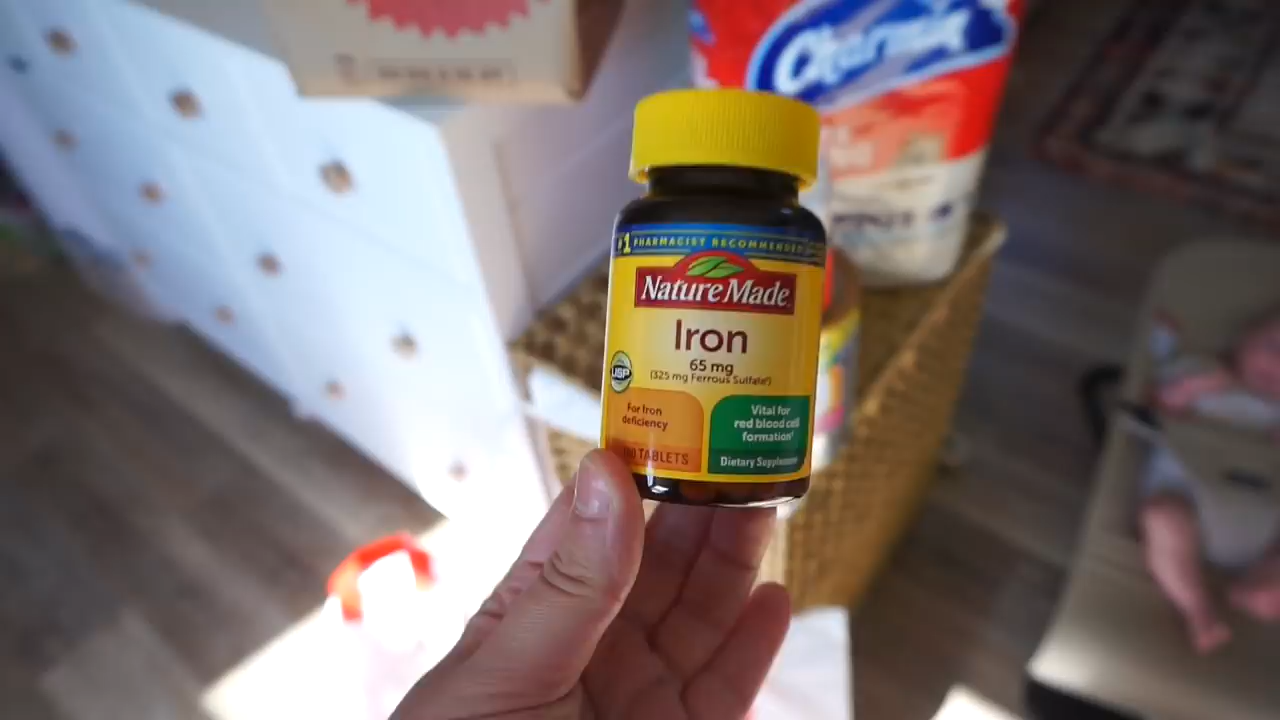 Charmin
#1 PHARMACIST RECOMMENDED
Nature Made
Iron
65 mg
(325 mg Ferrous Sulfate†)
USP
For Iron
deficiency
TABLETS
Vital for
red blood cell
formation†
Dietary Supplement